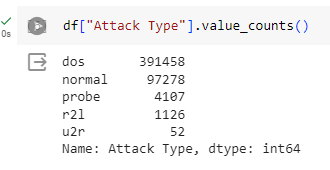 df["Attack Type"].value_counts()
0s
dos 391458
normal 97278
probe 4107
r2l 1126
u2r 52
Name: Attack Type, dtype: int64